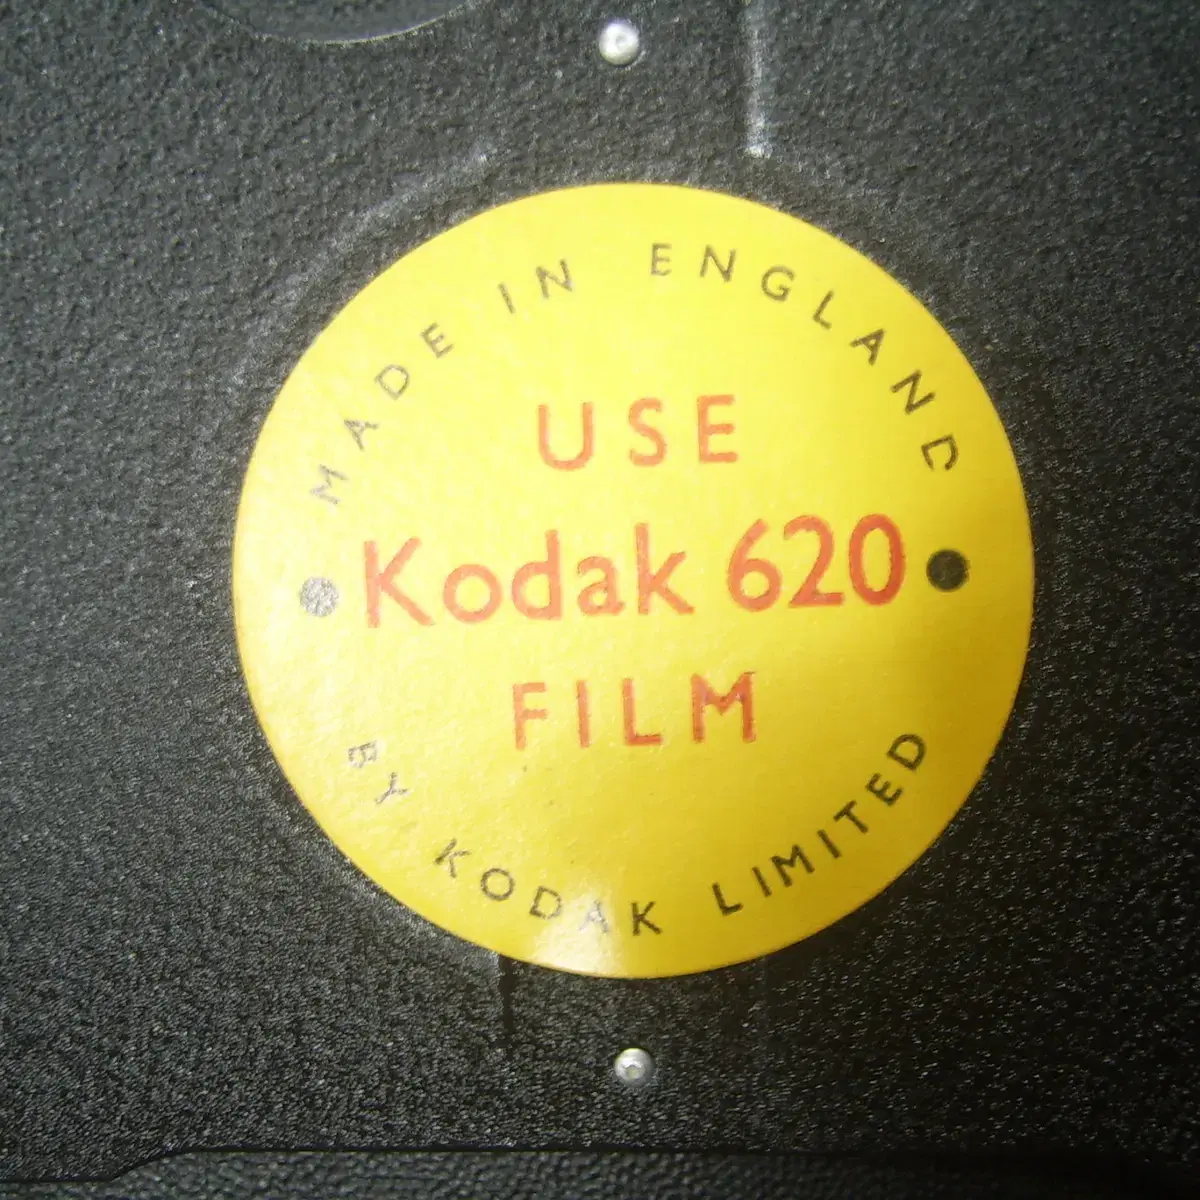 MADE IN ENGLAND
USE
Kodak 620
FILM
BY KODAK LIMITED